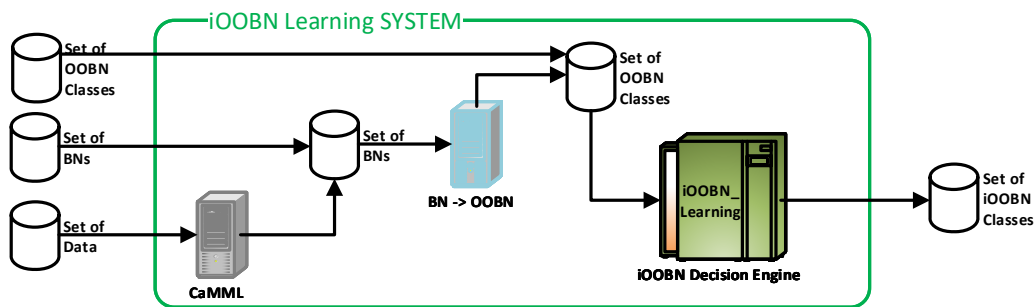 iOOBN Learning SYSTEM
Set of
OOBN
Classes
Set of
OOBN
Classes
Set of
BNs
Set of
BNs
BN -> OOBN
iOOBN_
Learning
Set of
iOOBN
Classes
Set of
Data
CaMML
iOOBN Decision Engine